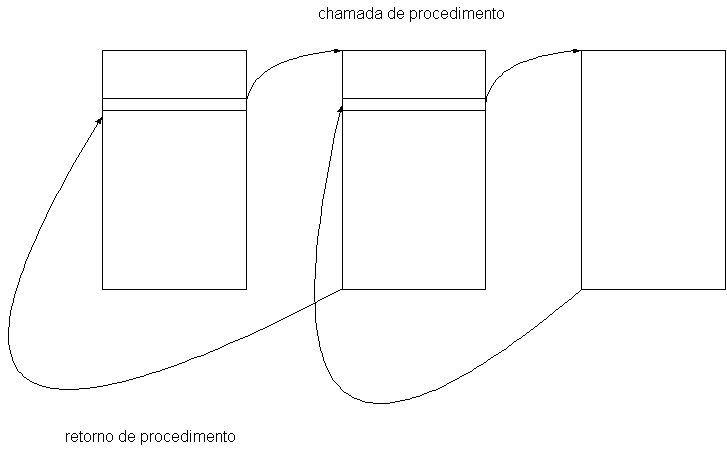 chamada de procedimento
retorno de procedimento